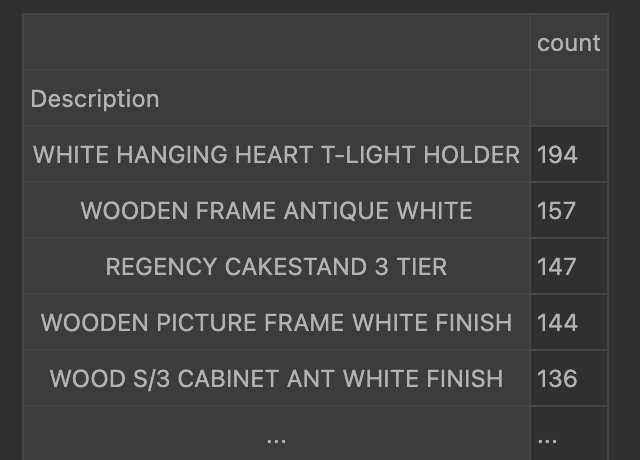 count
Description
WHITE HANGING HEART T-LIGHT HOLDER 194
WOODEN FRAME ANTIQUE WHITE 157
REGENCY CAKESTAND 3 TIER 147
WOODEN PICTURE FRAME WHITE FINISH 144
WOOD S/3 CABINET ANT WHITE FINISH 136
... ...